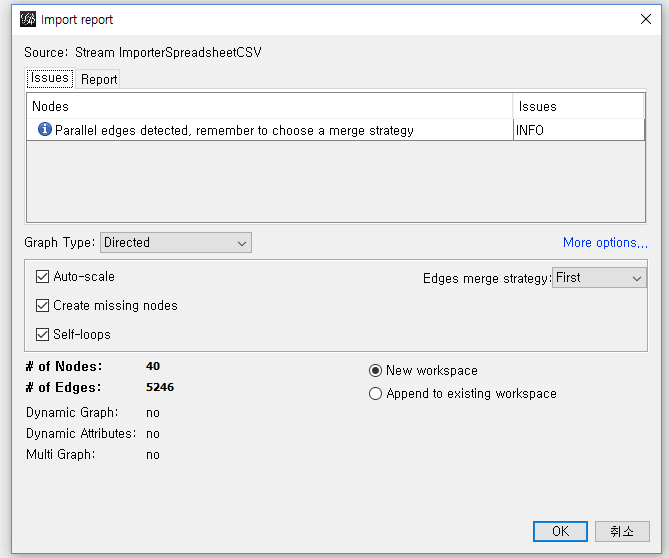 Import report
Source: Stream ImporterSpreadsheetCSV
Issues Report
Nodes Issues
Parallel edges detected, remember to choose a merge strategy INFO
Graph Type: Directed More options...
Auto-scale Edges merge strategy: First
Create missing nodes
Self-loops
# of Nodes: 40 New workspace
# of Edges: 5246 Append to existing workspace
Dynamic Graph: no
Dynamic Attributes: no
Multi Graph: no
OK 취소